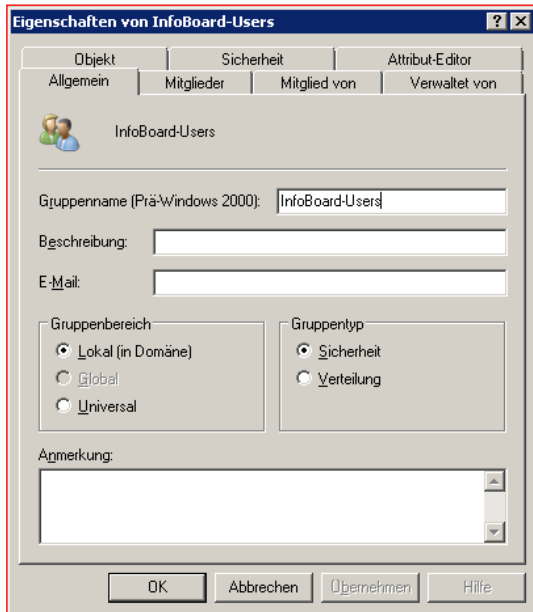 Eigenschaften von InfoBoard-Users
Objekt Sicherheit Attribut-Editor
Allgemein Mitglieder Mitglied von Verwaltet von
InfoBoard-Users
Gruppenname (Prä-Windows 2000): InfoBoard-Users
Beschreibung:
E-Mail:
Gruppenbereich
Lokal (in Domäne)
Global
Universal
Gruppentyp
Sicherheit
Verteilung
Anmerkung:
OK Abbrechen Übernehmen Hilfe